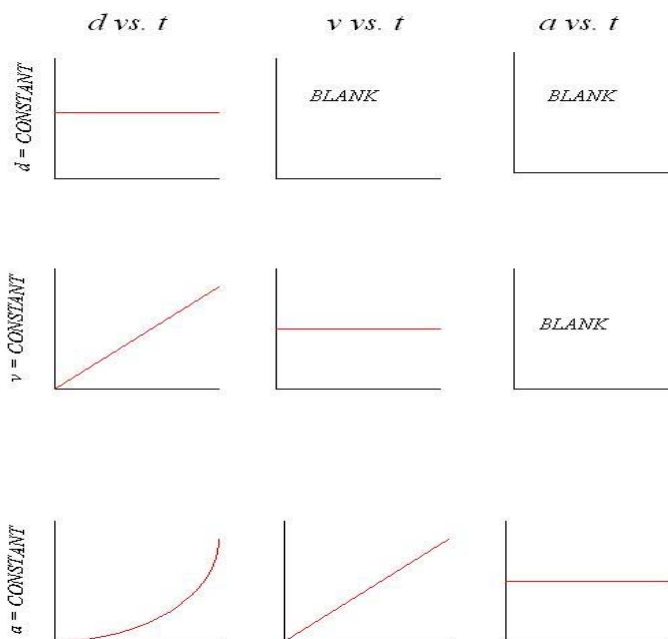 d vs. t
v vs. t
a vs. t
d = CONSTANT
BLANK
BLANK
v = CONSTANT
BLANK
a = CONSTANT